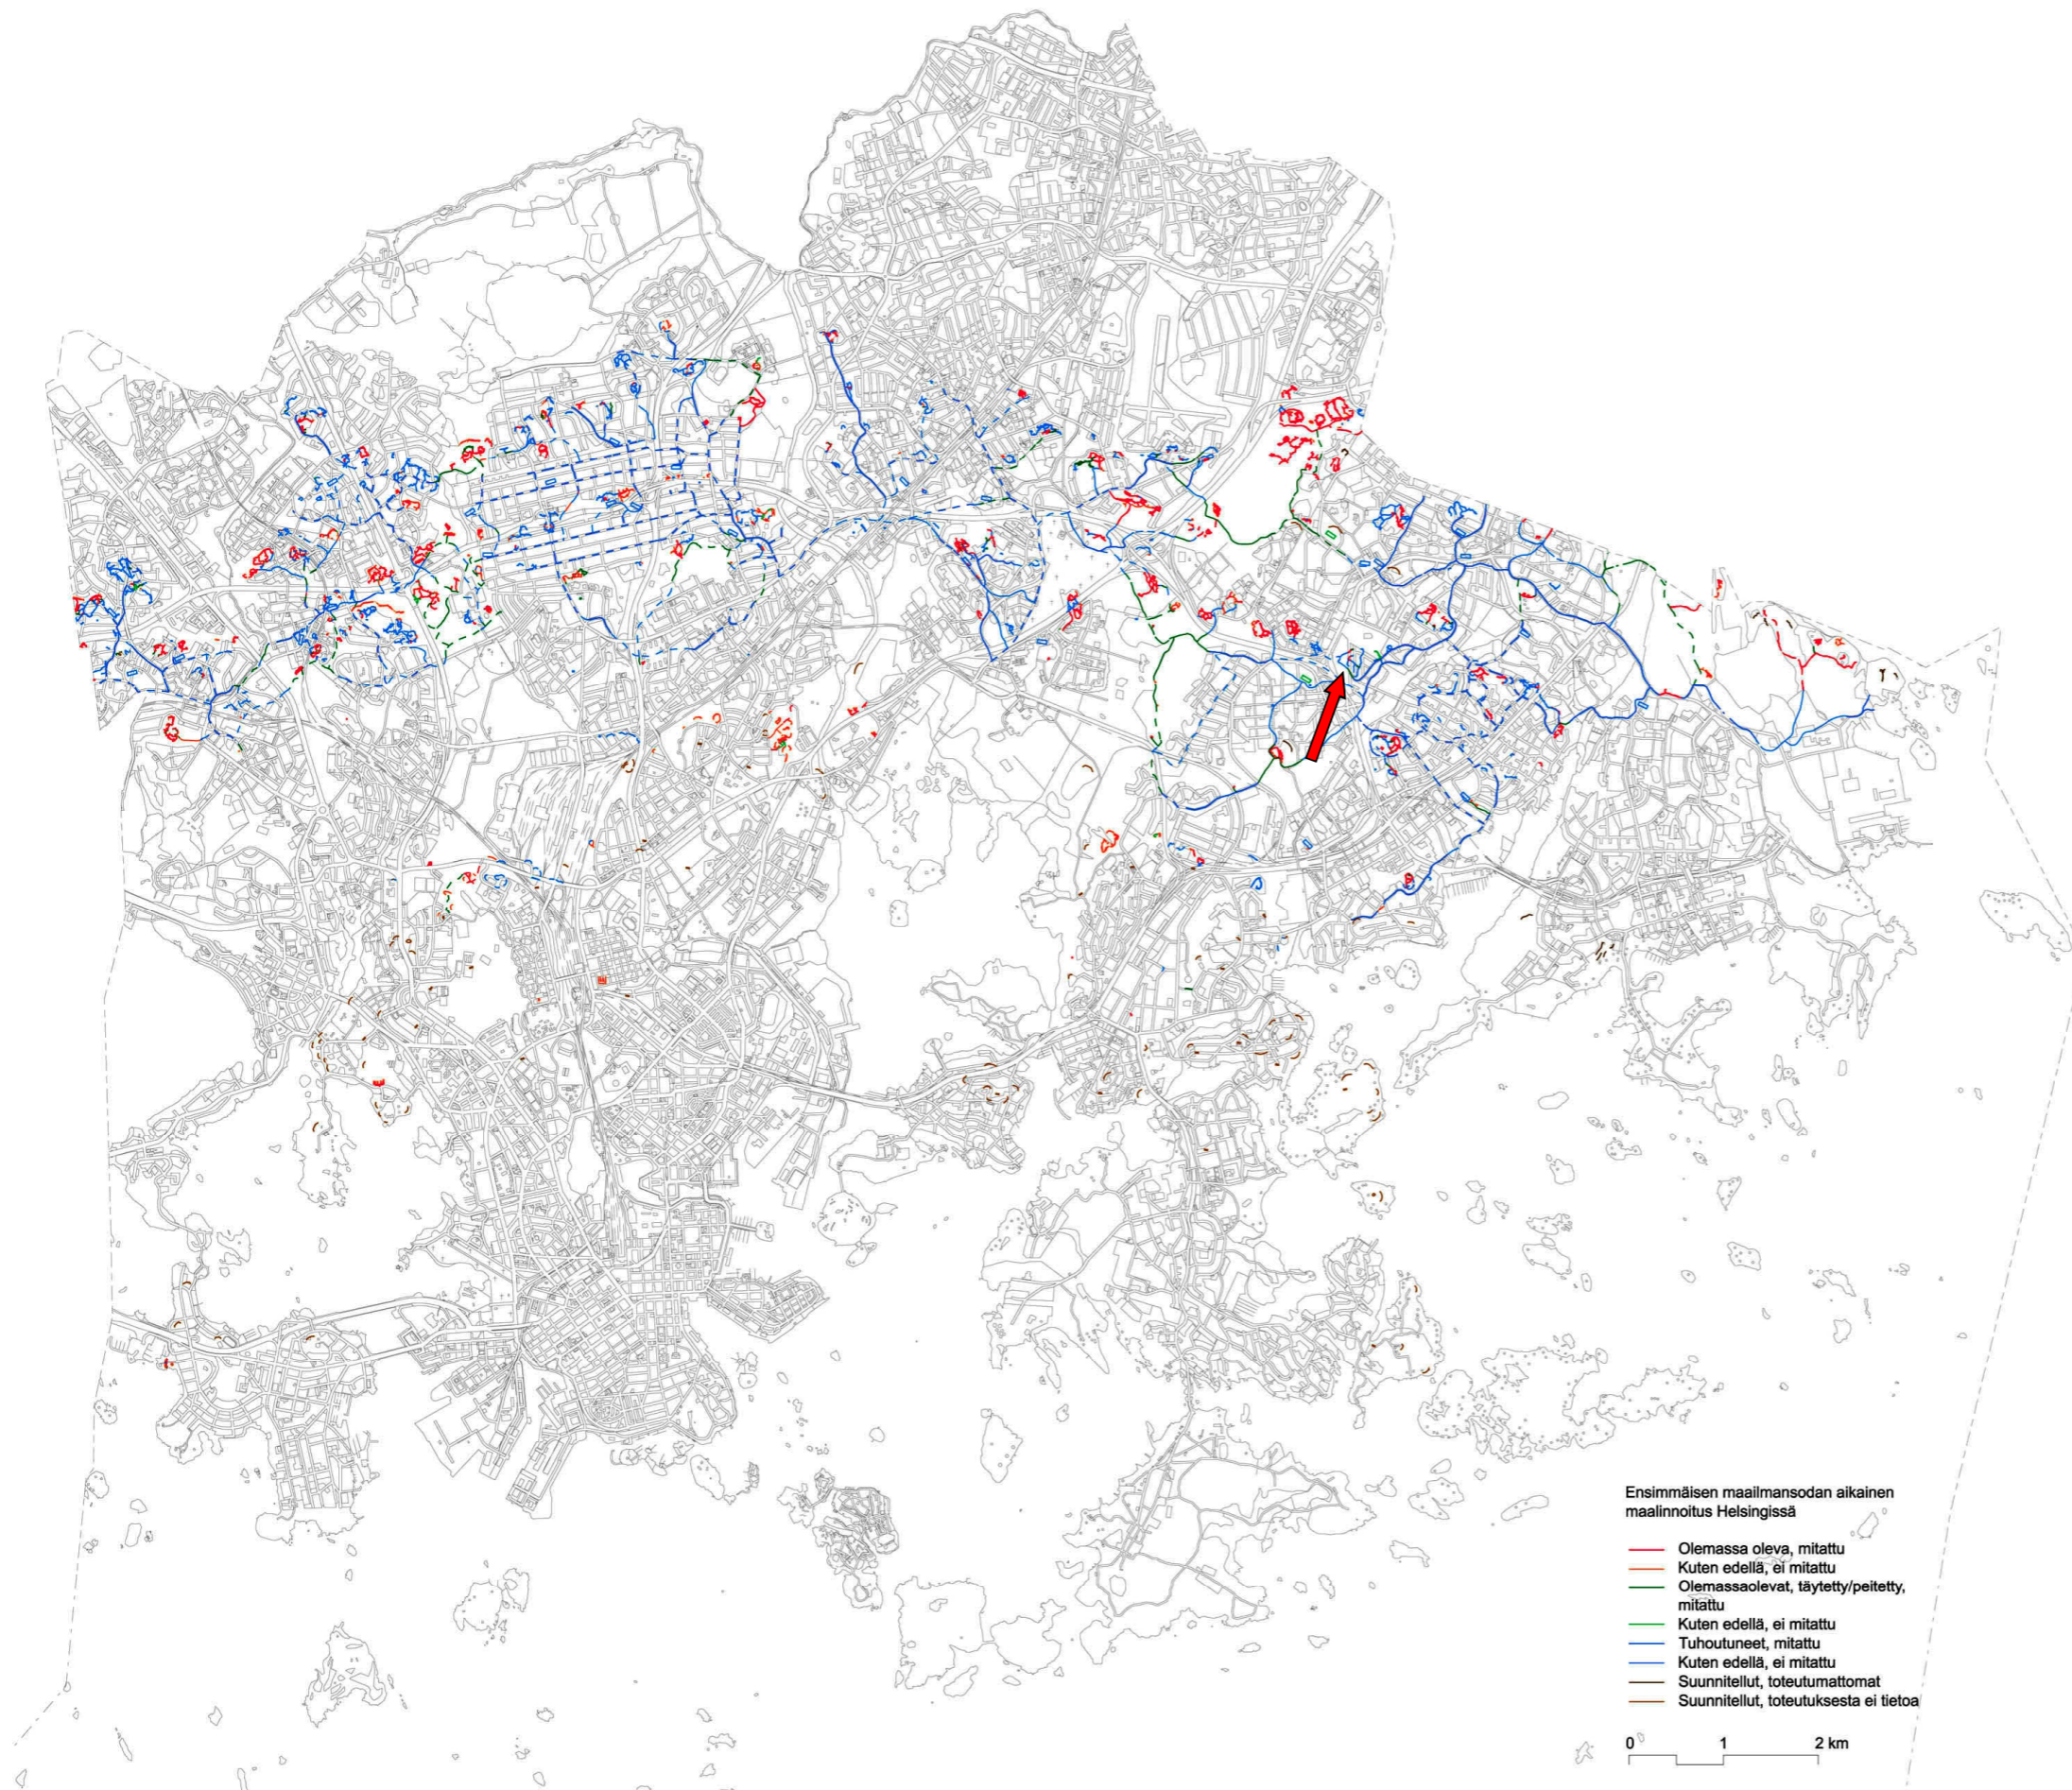 Ensimmäisen maailmansodan aikainen
maalinnoitus Helsingissä
Olemassa oleva, mitattu
Kuten edellä, ei mitattu
Olemassaolevat, täytetty/peitetty,
mitattu
Kuten edellä, ei mitattu
Tuhoutuneet, mitattu
Kuten edellä, ei mitattu
Suunnitellut, toteutumattomat
Suunnitellut, toteutuksesta ei tietoa
0 1 2 km